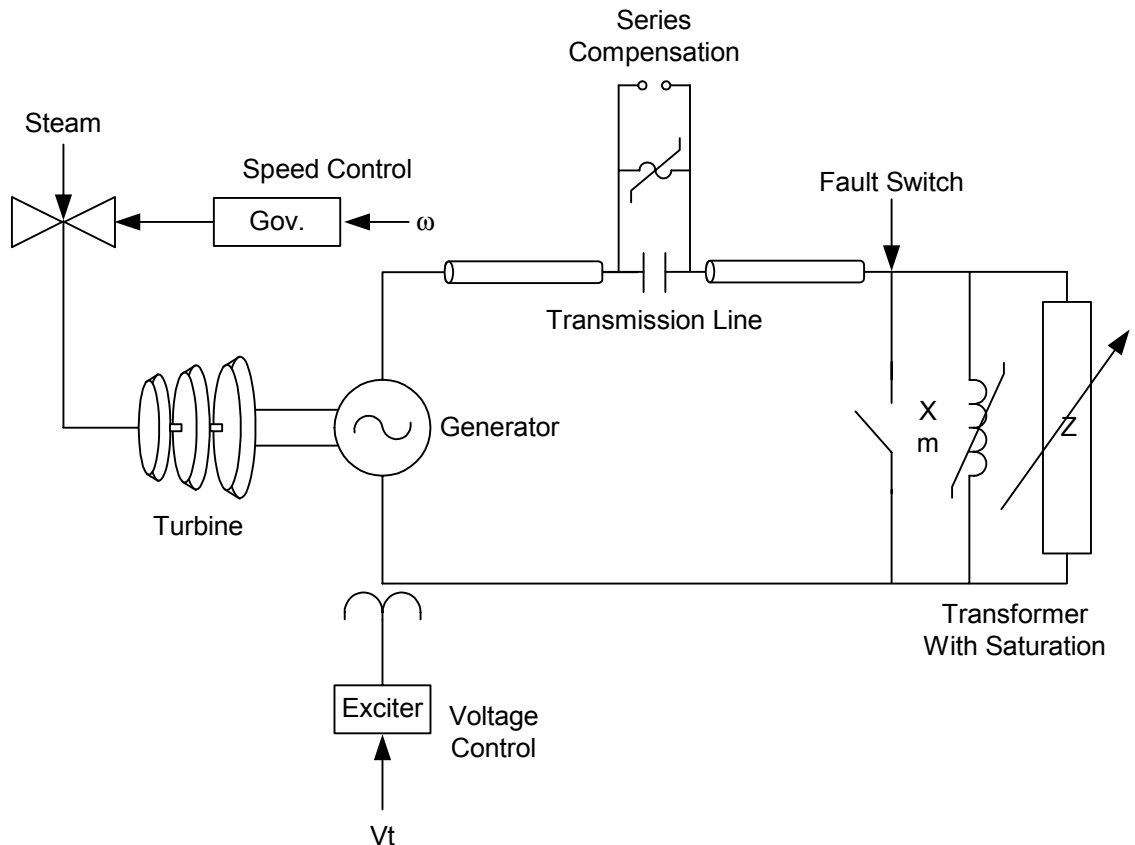 Series
Compensation
Steam
Speed Control
Fault Switch
Gov.
ω
Transmission Line
Generator
X
m
Z
Turbine
Transformer
With Saturation
Exciter
Voltage
Control
Vt